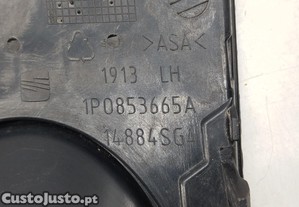 >ASA<
1913 LH
1P0853665A
14884SG
CustoJusto.pt